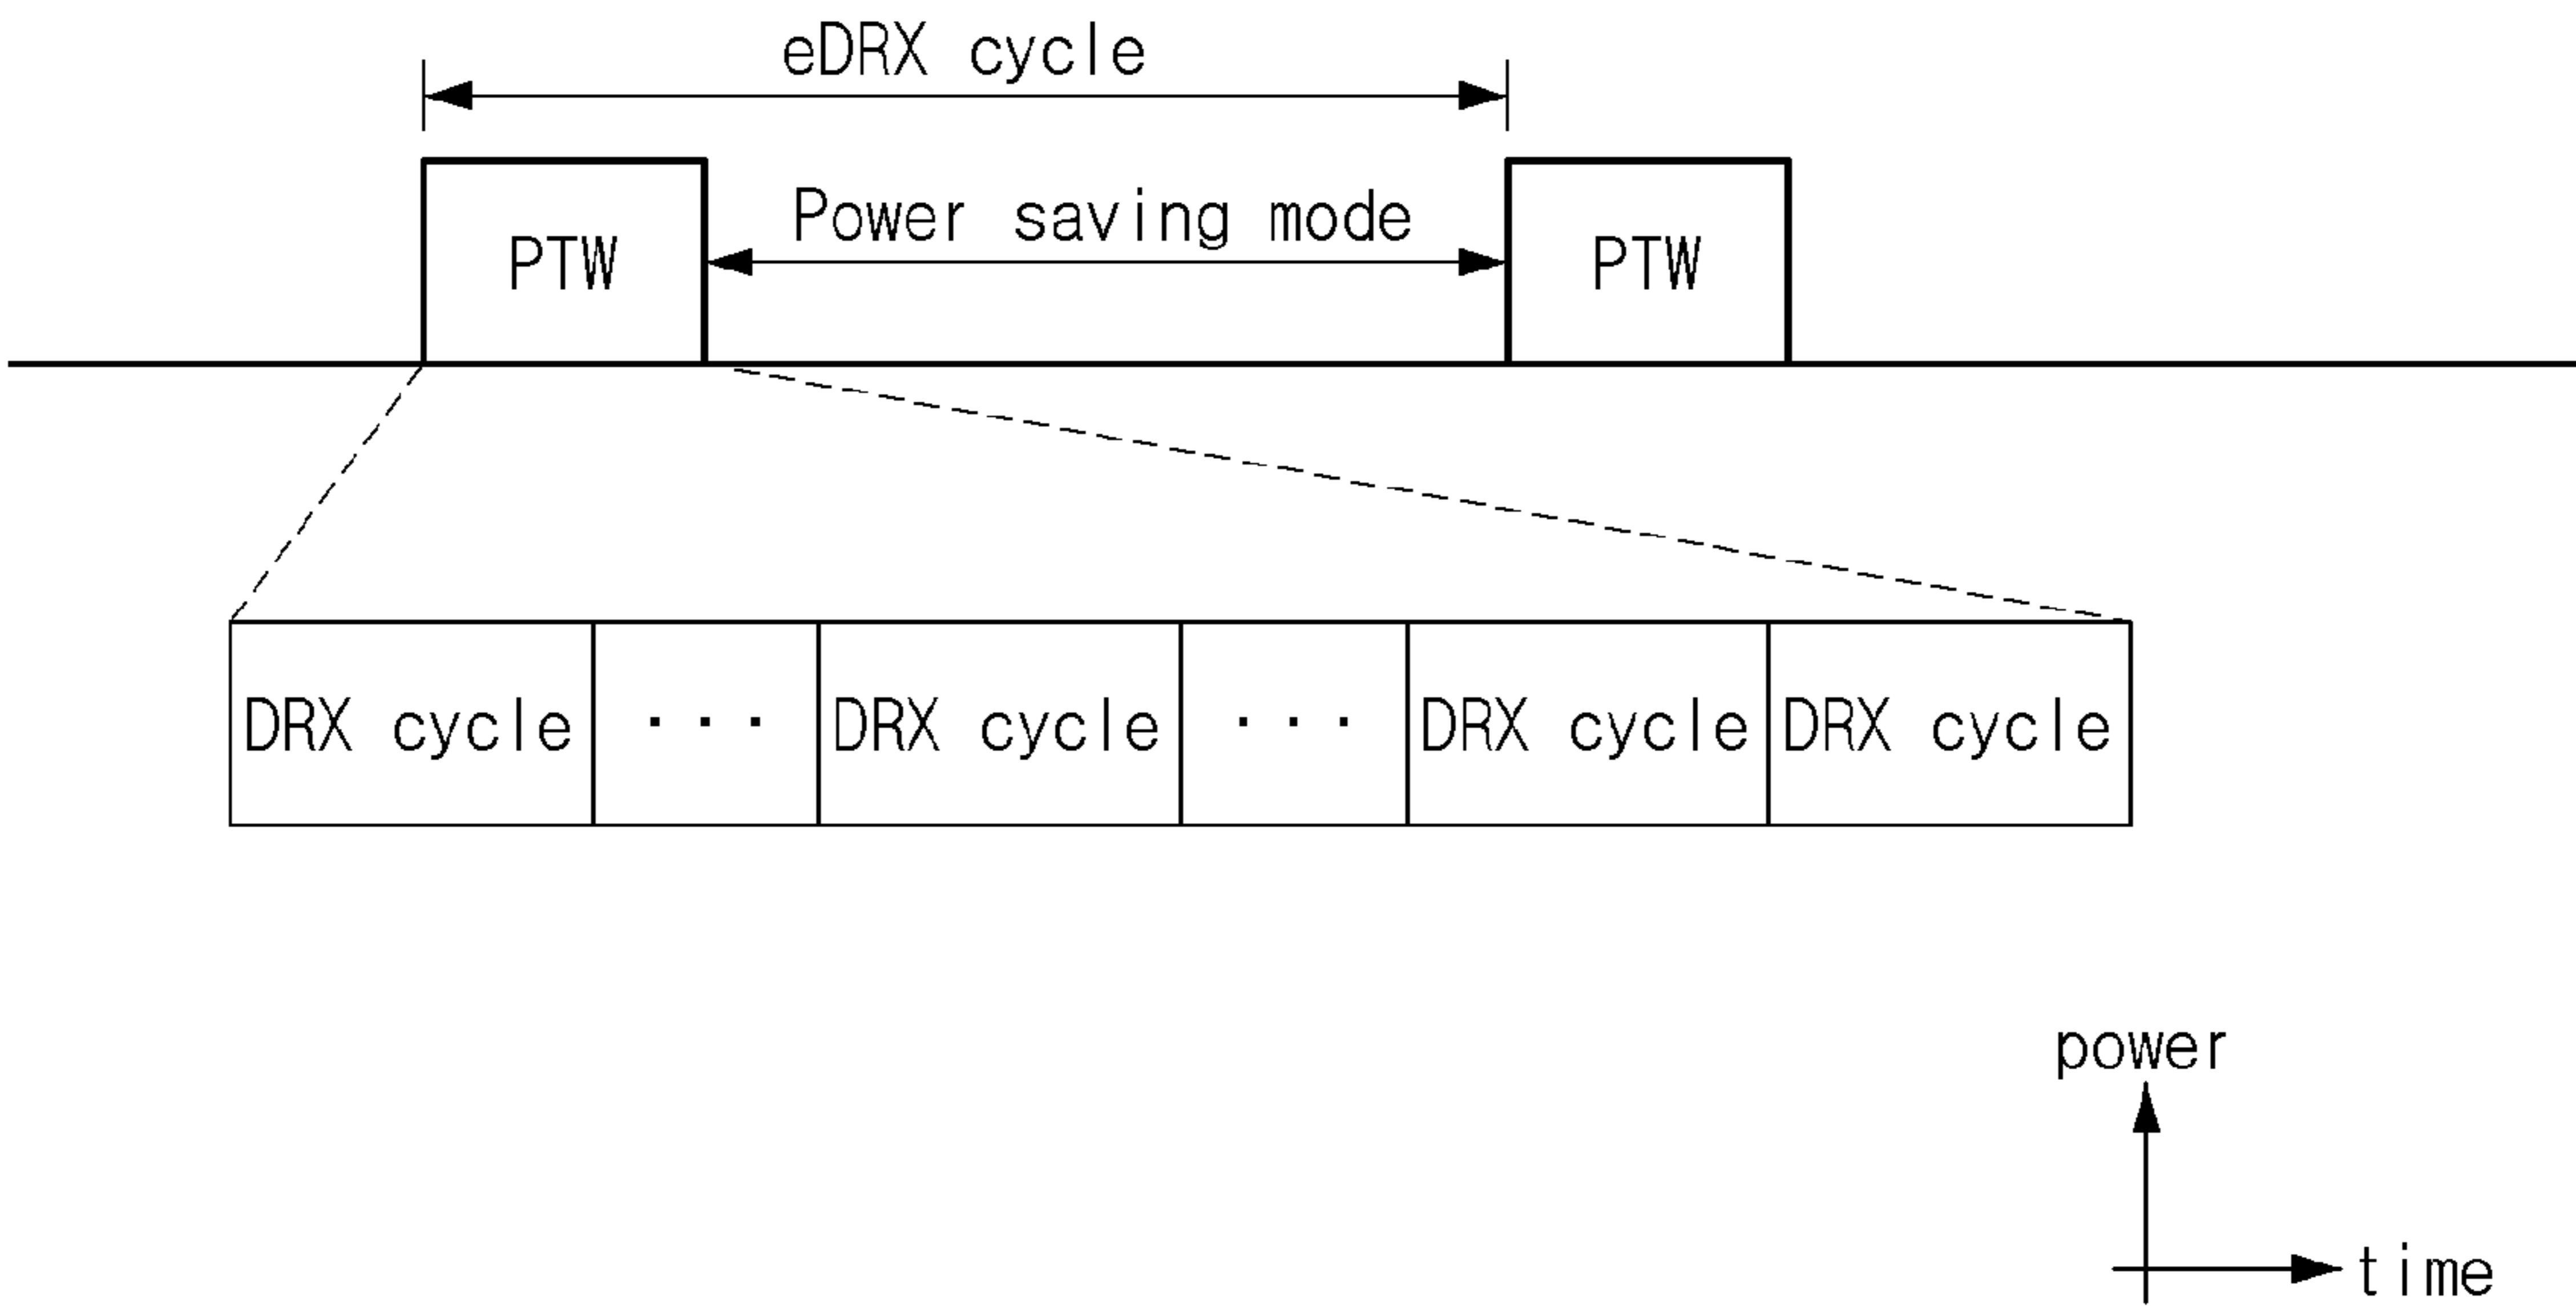 eDRX cycle
Power saving mode
PTW
PTW
DRX cycle ··· DRX cycle ··· DRX cycle DRX cycle
power
time